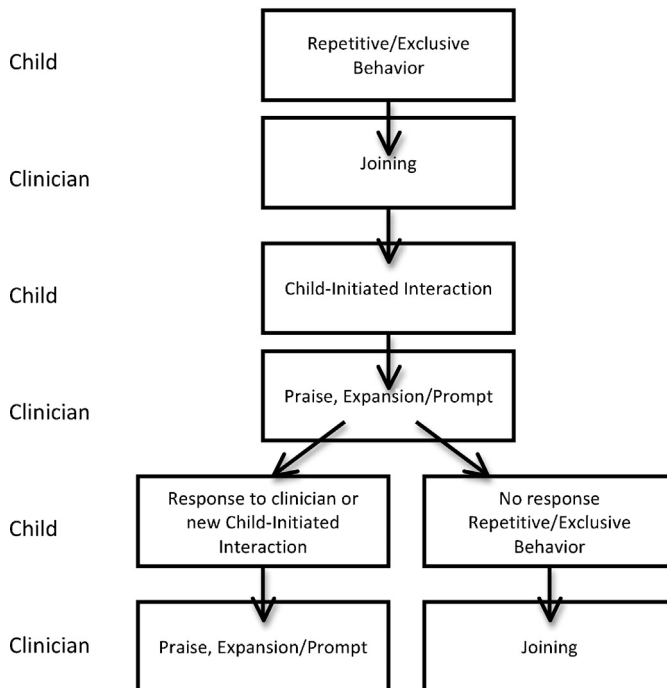 Child
Repetitive/Exclusive
Behavior
Clinician
Joining
Child
Child-Initiated Interaction
Clinician
Praise, Expansion/Prompt
Child
Response to clinician or
new Child-Initiated
Interaction
No response
Repetitive/Exclusive
Behavior
Clinician
Praise, Expansion/Prompt
Joining